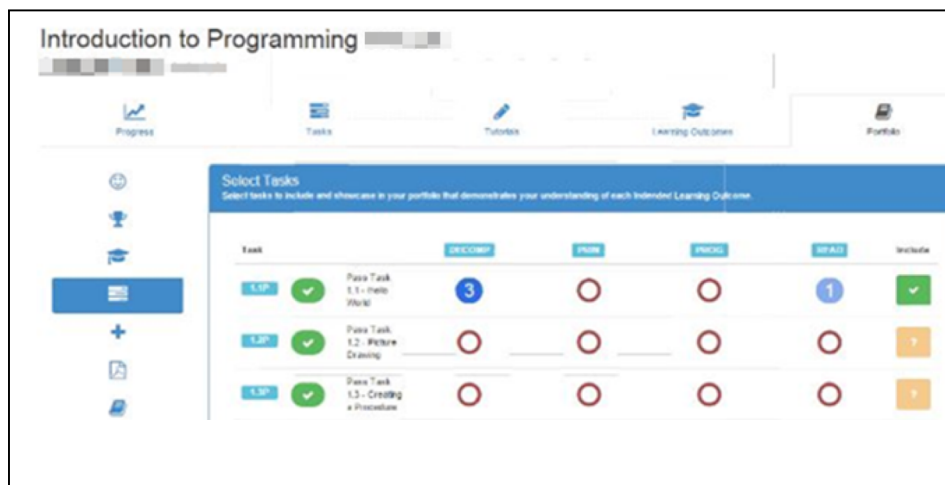 Introduction to Programming
Progress
Tasks
Tutorials
Learning Outcomes
Portfolio
Select Tasks
Select tasks to include and showcase in your portfolio that demonstrates your understanding of each Intended Learning Outcome.
Task DECOMP PRIN PROG READ Include
1.1P Pass Task 3 1
1.1 - Hello
World
1.2P Pass Task ?
1.2 - Picture
Drawing
1.3P Pass Task ?
1.3 - Creating
a Procedure